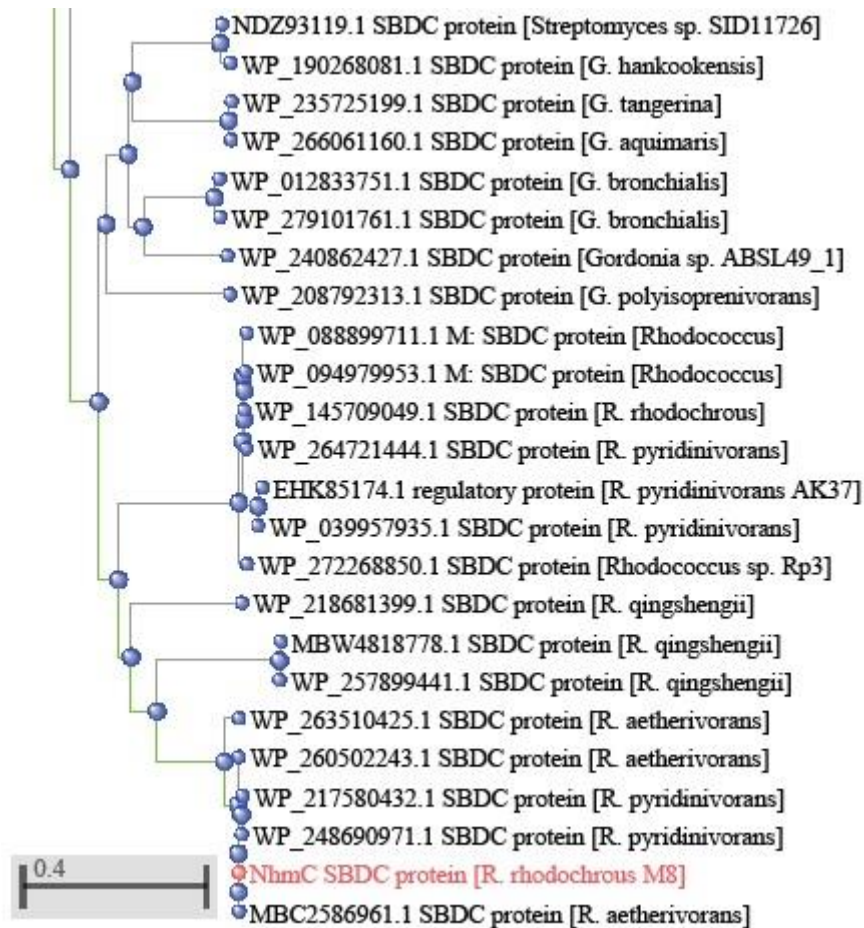 NDZ93119.1 SBDC protein [Streptomyces sp. SID11726]
WP_190268081.1 SBDC protein [G. hankookensis]
WP_235725199.1 SBDC protein [G. tangerina]
WP_266061160.1 SBDC protein [G. aquimaris]
WP_012833751.1 SBDC protein [G. bronchialis]
WP_279101761.1 SBDC protein [G. bronchialis]
WP_240862427.1 SBDC protein [Gordonia sp. ABSL49_1]
WP_208792313.1 SBDC protein [G. polyisoprenivorans]
WP_088899711.1 M: SBDC protein [Rhodococcus]
WP_094979953.1 M: SBDC protein [Rhodococcus]
WP_145709049.1 SBDC protein [R. rhodochrous]
WP_264721444.1 SBDC protein [R. pyridinivorans]
EHK85174.1 regulatory protein [R. pyridinivorans AK37]
WP_039957935.1 SBDC protein [R. pyridinivorans]
WP_272268850.1 SBDC protein [Rhodococcus sp. Rp3]
WP_218681399.1 SBDC protein [R. qingshengii]
MBW4818778.1 SBDC protein [R. qingshengii]
WP_257899441.1 SBDC protein [R. qingshengii]
WP_263510425.1 SBDC protein [R. aetherivorans]
WP_260502243.1 SBDC protein [R. aetherivorans]
WP_217580432.1 SBDC protein [R. pyridinivorans]
WP_248690971.1 SBDC protein [R. pyridinivorans]
0.4
NhmC SBDC protein [R. rhodochrous M8]
MBC2586961.1 SBDC protein [R. aetherivorans]